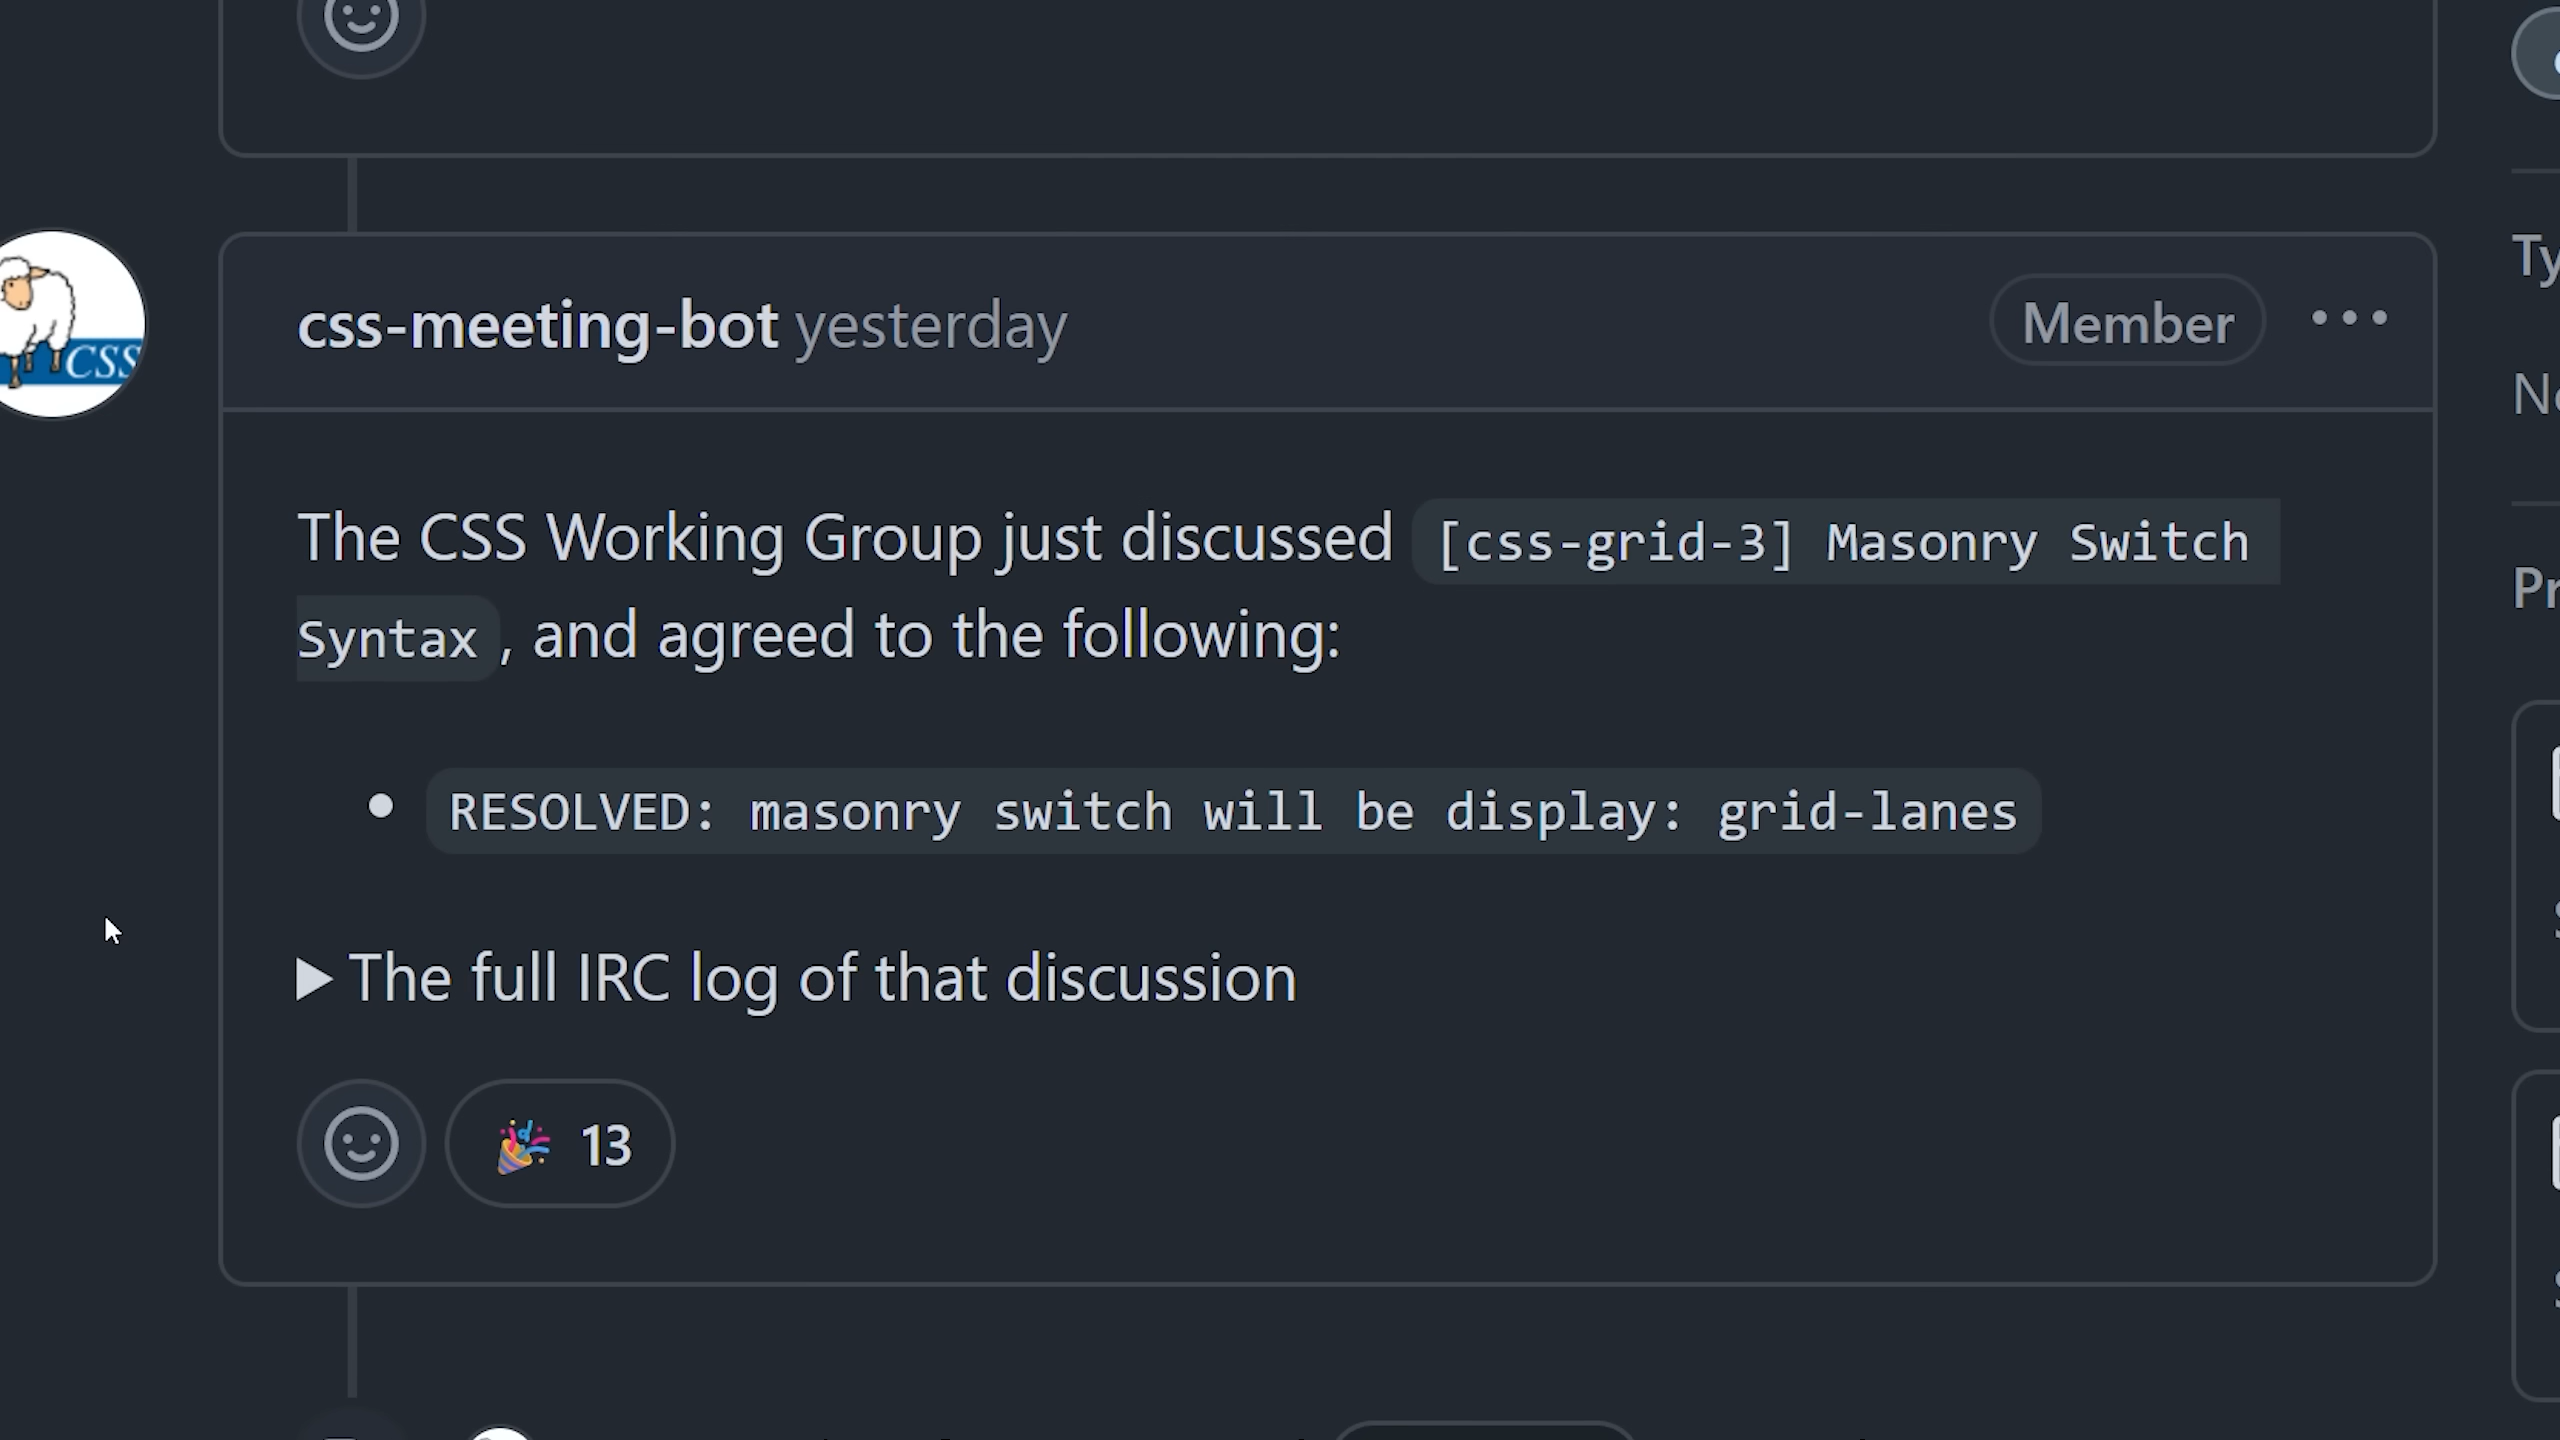 css-meeting-bot yesterday
Member
CSS
The CSS Working Group just discussed [css-grid-3] Masonry Switch
Syntax , and agreed to the following:
RESOLVED: masonry switch will be display: grid-lanes
The full IRC log of that discussion
🎉 13